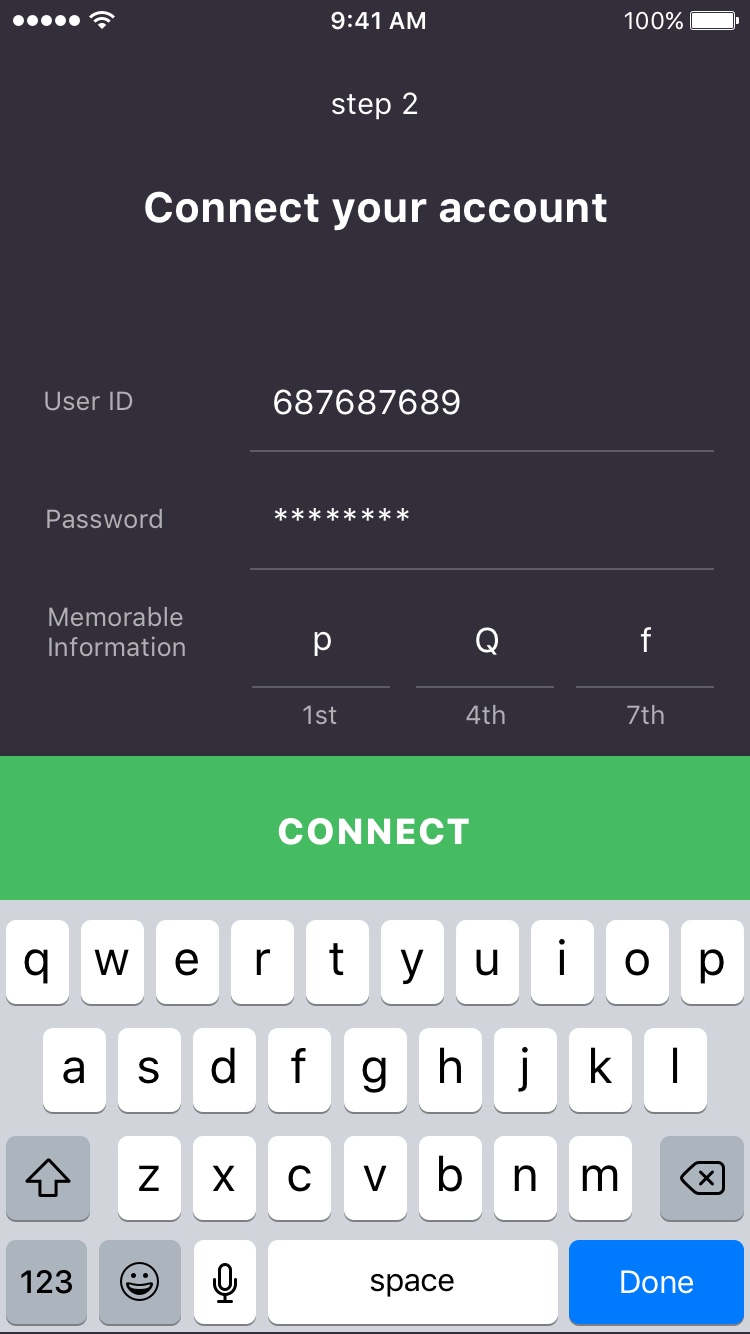 9:41 AM 100%
step 2
Connect your account
User ID 687687689
Password ********
Memorable
Information p Q f
1st 4th 7th
CONNECT
q w e r t y u i o p
a s d f g h j k l
z x c v b n m
123 space Done